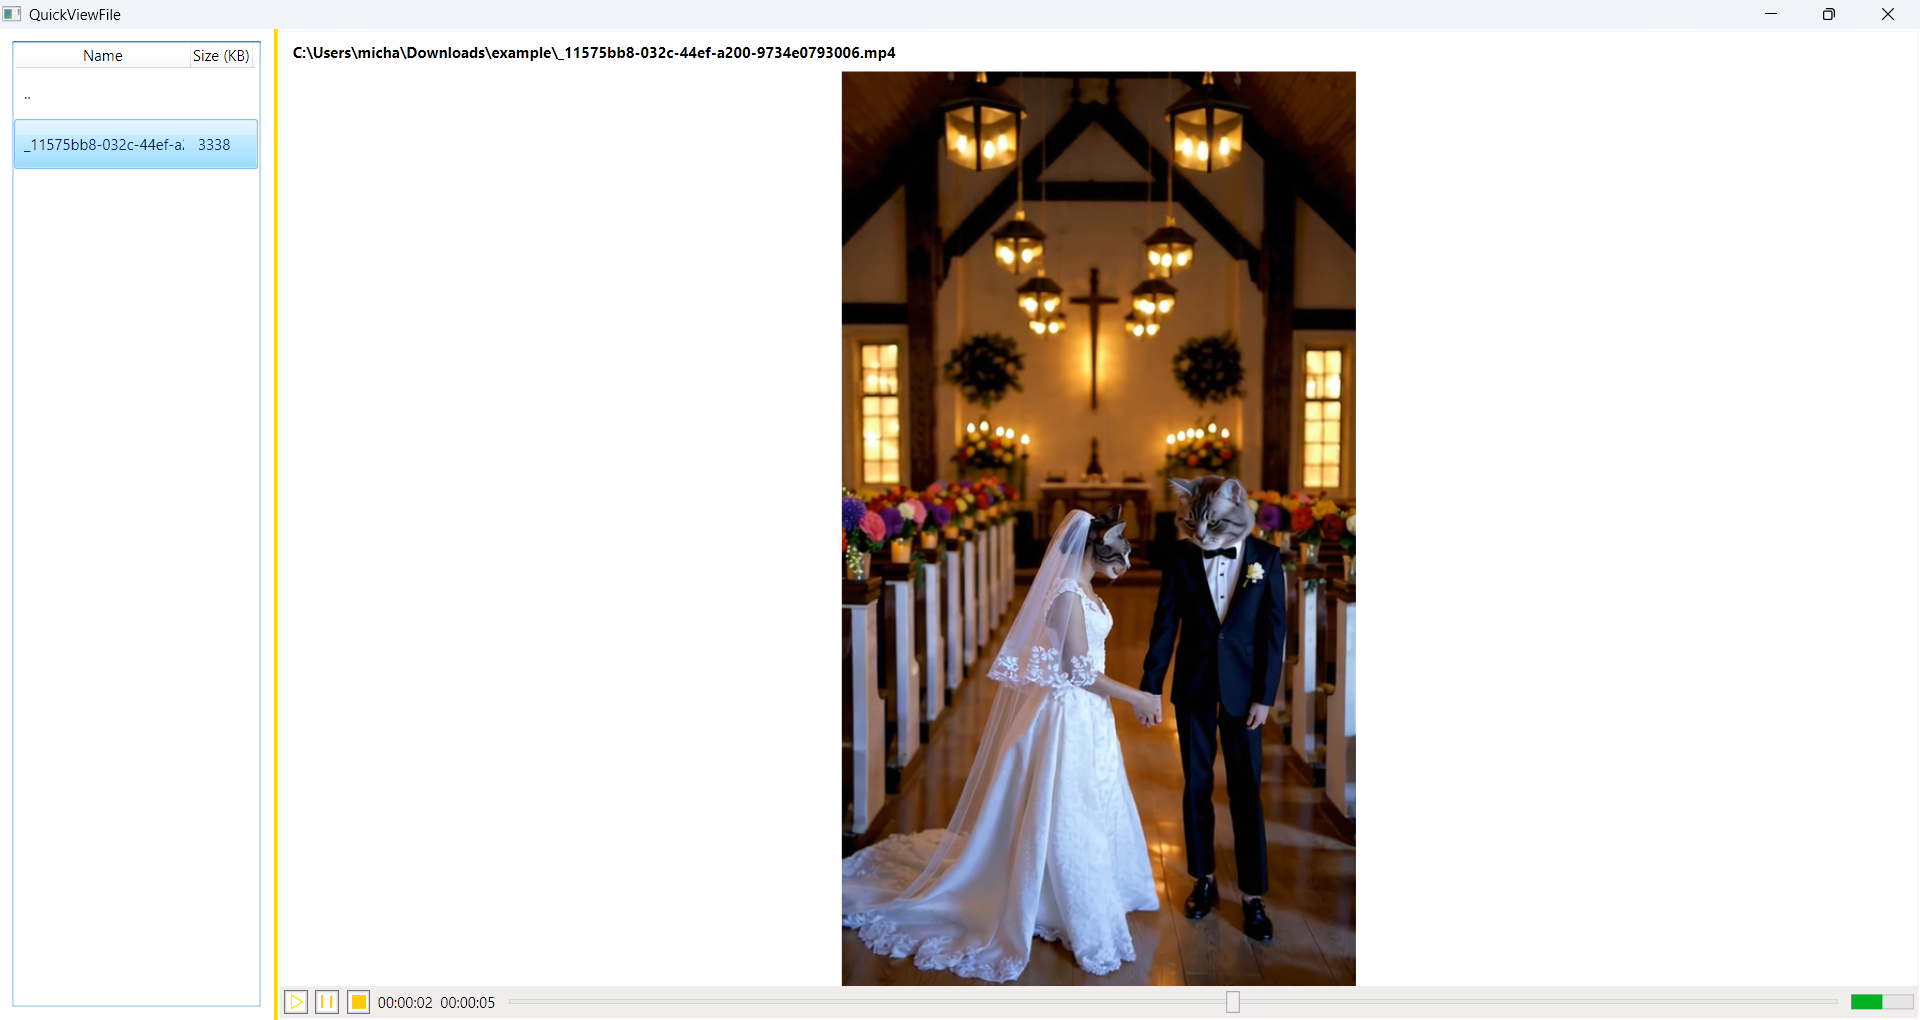 QuickViewFile
Name Size (KB)
..
_11575bb8-032c-44ef-a 3338
C:\Users\micha\Downloads\example\_11575bb8-032c-44ef-a200-9734e0793006.mp4
00:00:02 00:00:05